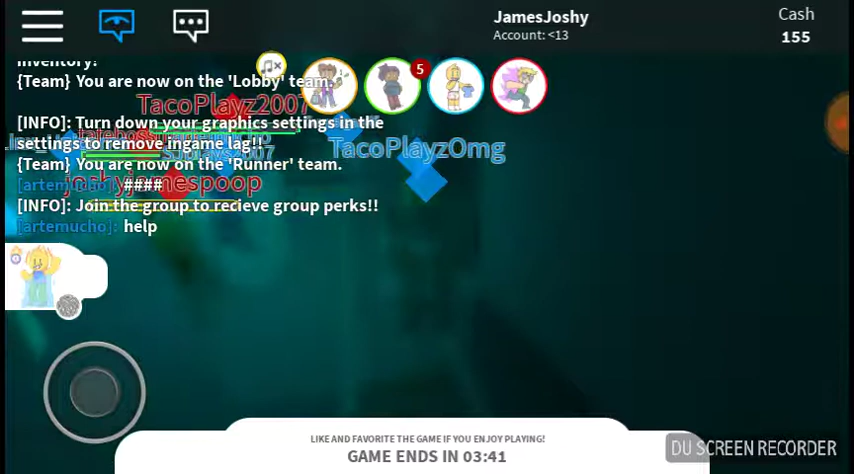 JamesJoshy
Account: <13
Cash
155
{Team} You are now on the 'Lobby' team.
TacoPlayz2007
5
[INFO]: Turn down your graphics settings in the
settings to remove ingame lag!!
TacoPlayzOmg
{Team} You are now on the 'Runner' team.
[artemucho]: ####
joshyjamespoop
[INFO]: Join the group to recieve group perks!!
[artemucho]: help
LIKE AND FAVORITE THE GAME IF YOU ENJOY PLAYING!
GAME ENDS IN 03:41
DU SCREEN RECORDER